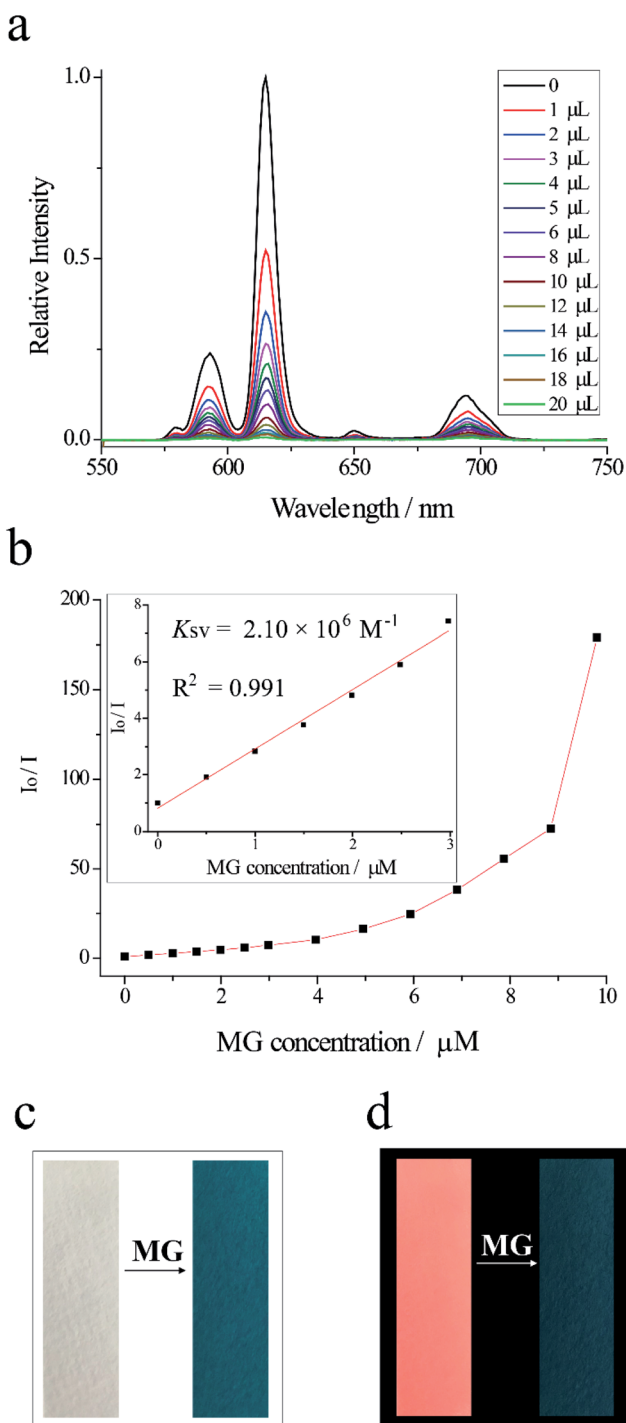 a
1.0
0.5
0.0
Relative Intensity
550 600 650 700 750
Wavelength / nm
0
1 μL
2 μL
3 μL
4 μL
5 μL
6 μL
8 μL
10 μL
12 μL
14 μL
16 μL
18 μL
20 μL
b
200
150
100
50
0
I₀ / I
0 2 4 6 8 10
MG concentration / μM
8
6
4
2
0
I₀ / I
Ksv = 2.10 × 10⁶ M⁻¹
R² = 0.991
0 1 2 3
MG concentration / μM
c
MG
d
MG